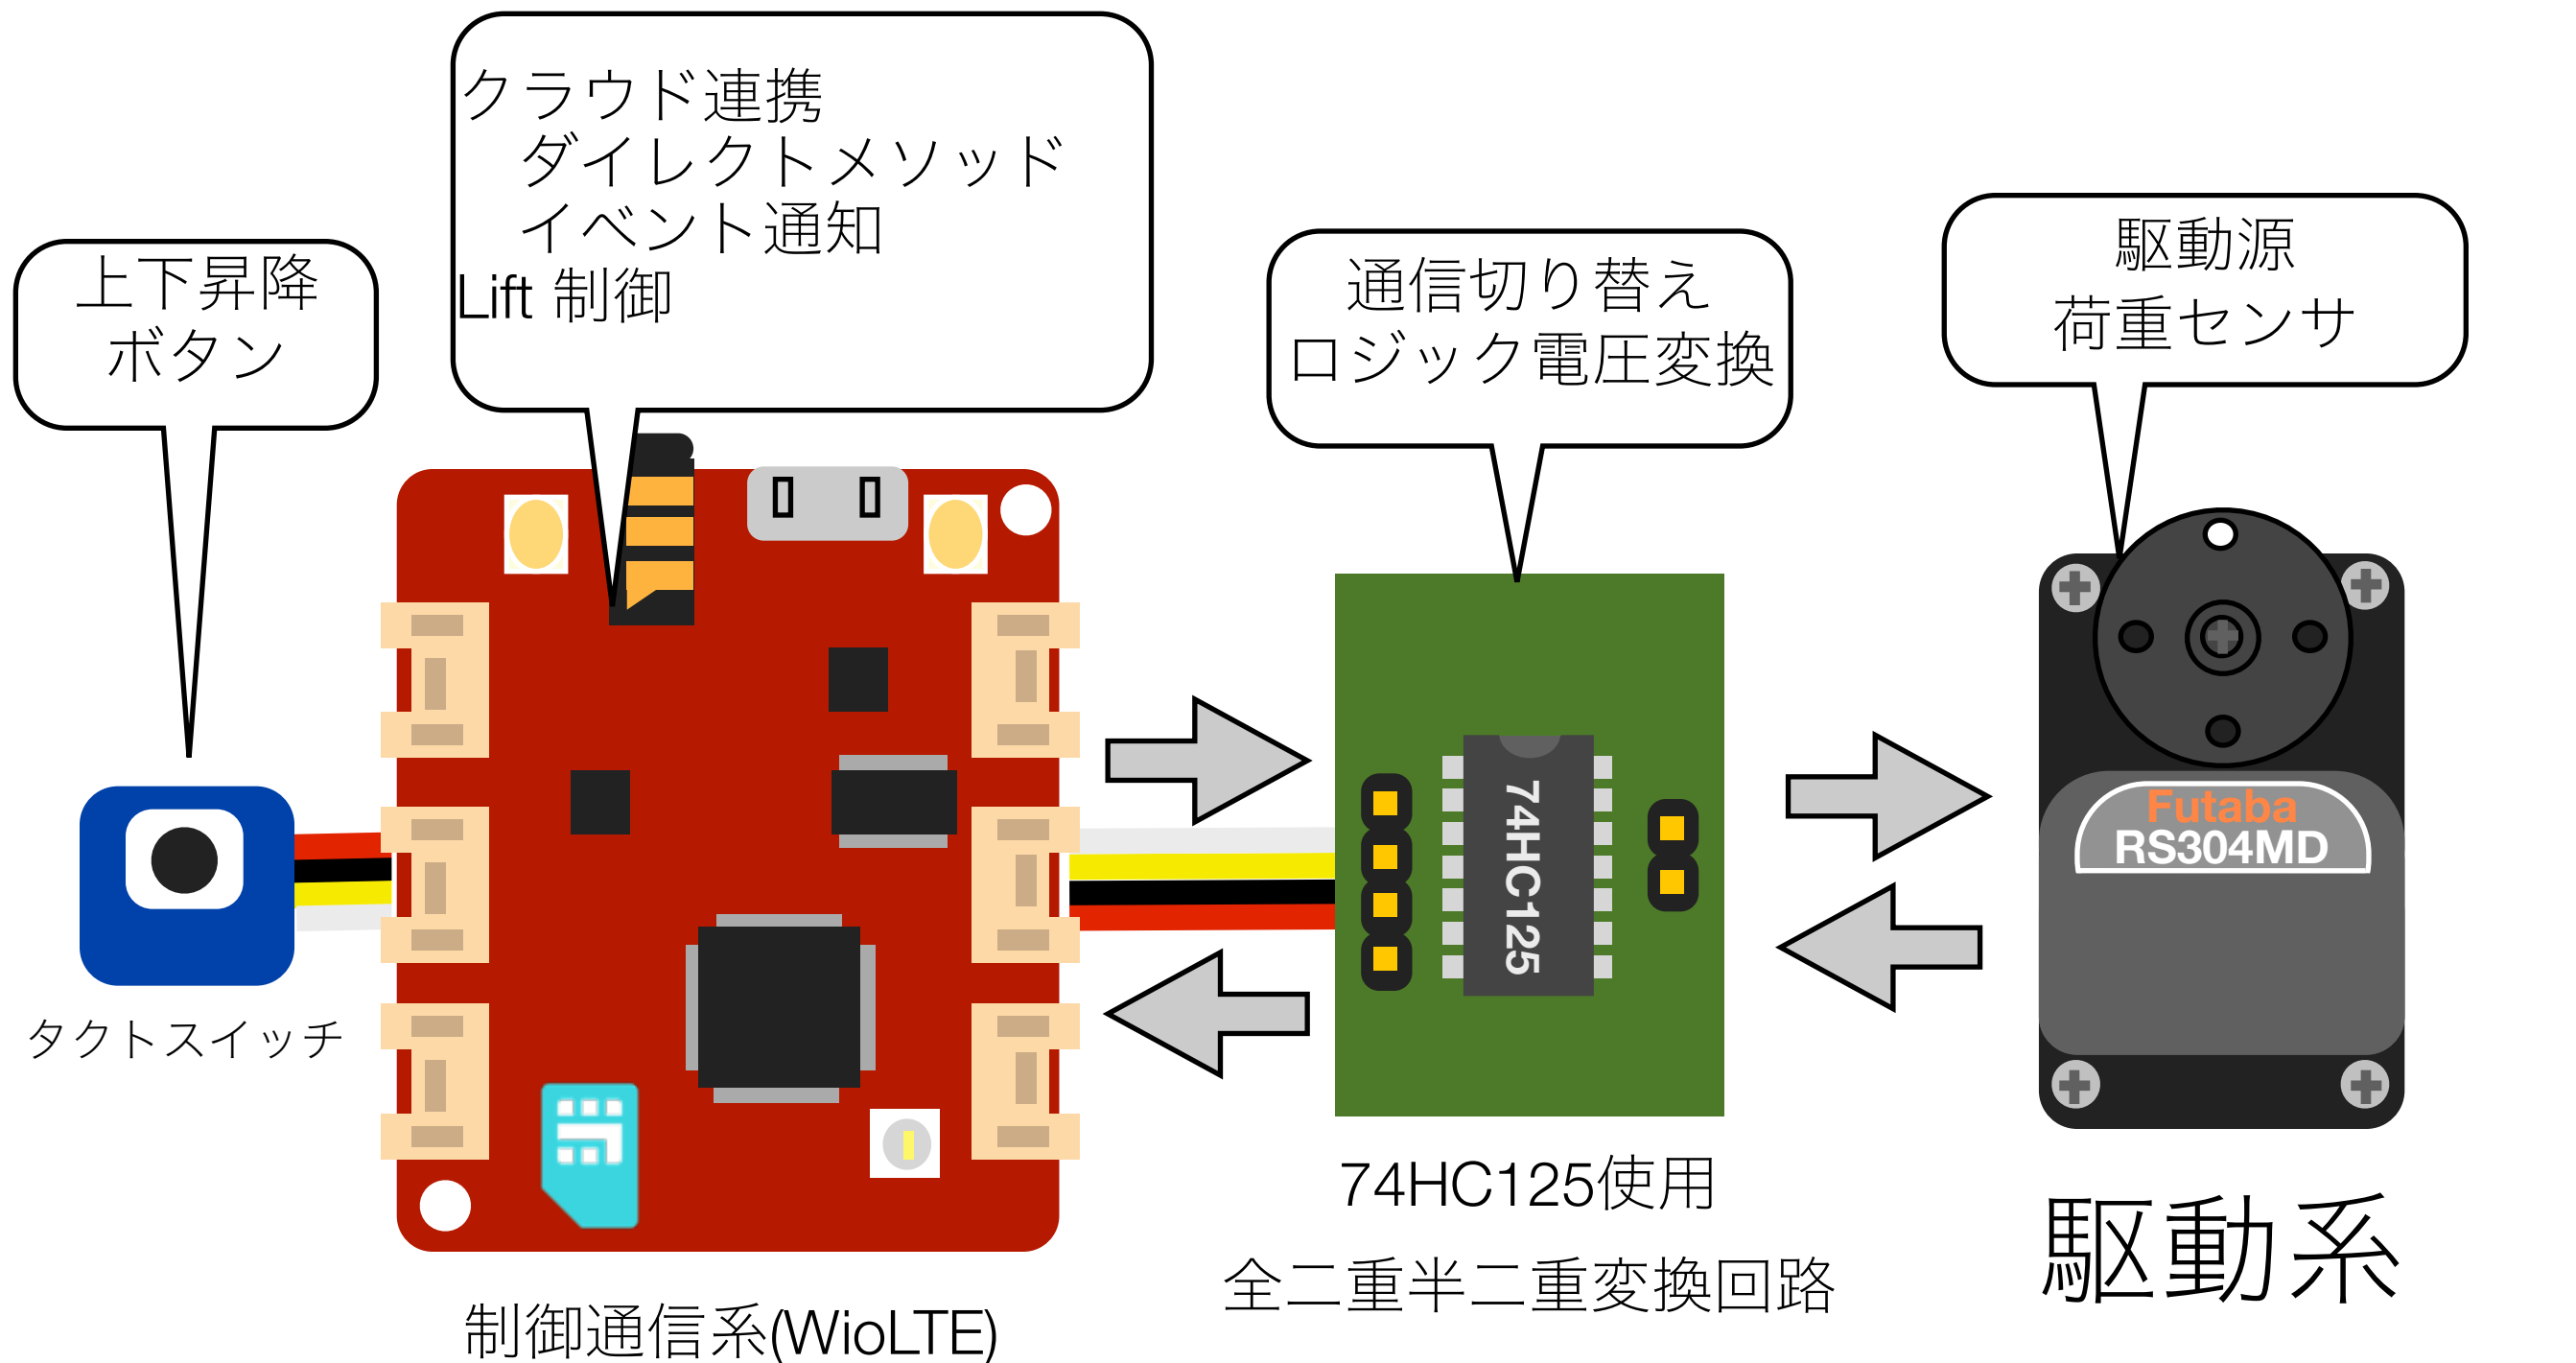 クラウド連携
ダイレクトメソッド
イベント通知
Lift 制御
上下昇降
ボタン
通信切り替え
ロジック電圧変換
駆動源
荷重センサ
74HC125
Futaba
RS304MD
タクトスイッチ
制御通信系(WioLTE)
74HC125使用
全二重半二重変換回路
駆動系